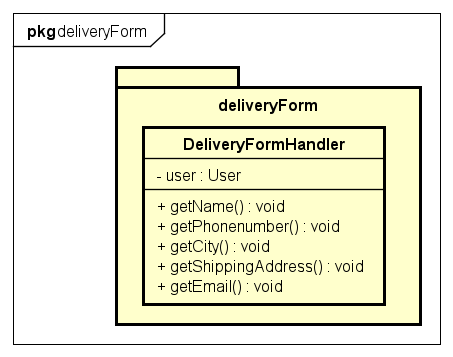 pkg deliveryForm
deliveryForm
DeliveryFormHandler
- user : User
+ getName() : void
+ getPhonenumber() : void
+ getCity() : void
+ getShippingAddress() : void
+ getEmail() : void